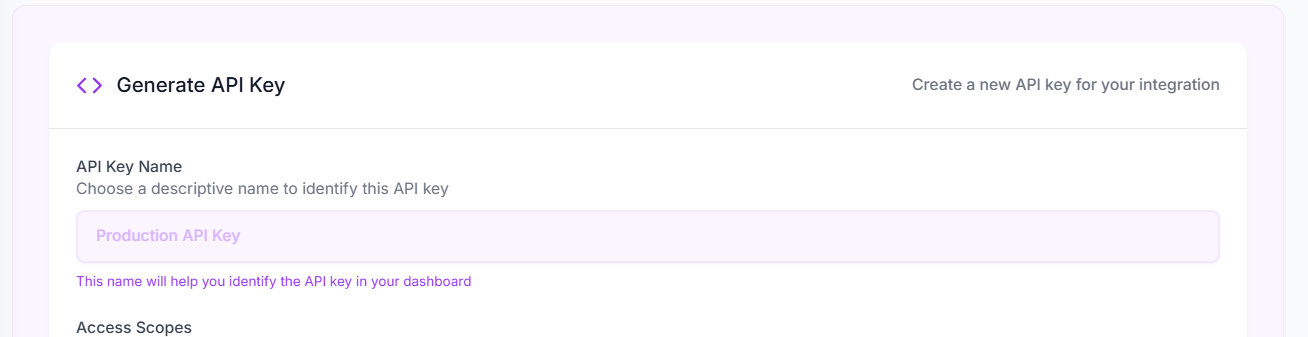 Generate API Key
Create a new API key for your integration
API Key Name
Choose a descriptive name to identify this API key
Production API Key
This name will help you identify the API key in your dashboard
Access Scopes